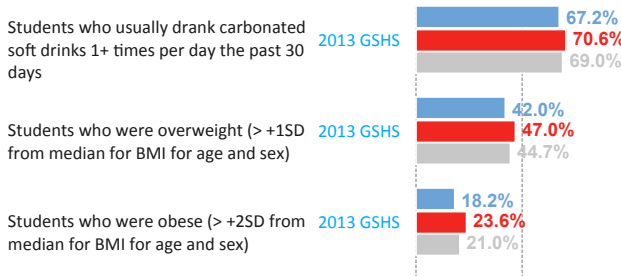 Students who usually drank carbonated
soft drinks 1+ times per day the past 30
days
2013 GSHS
67.2%
70.6%
69.0%
Students who were overweight (> +1SD
from median for BMI for age and sex)
2013 GSHS
42.0%
47.0%
44.7%
Students who were obese (> +2SD from
median for BMI for age and sex)
2013 GSHS
18.2%
23.6%
21.0%